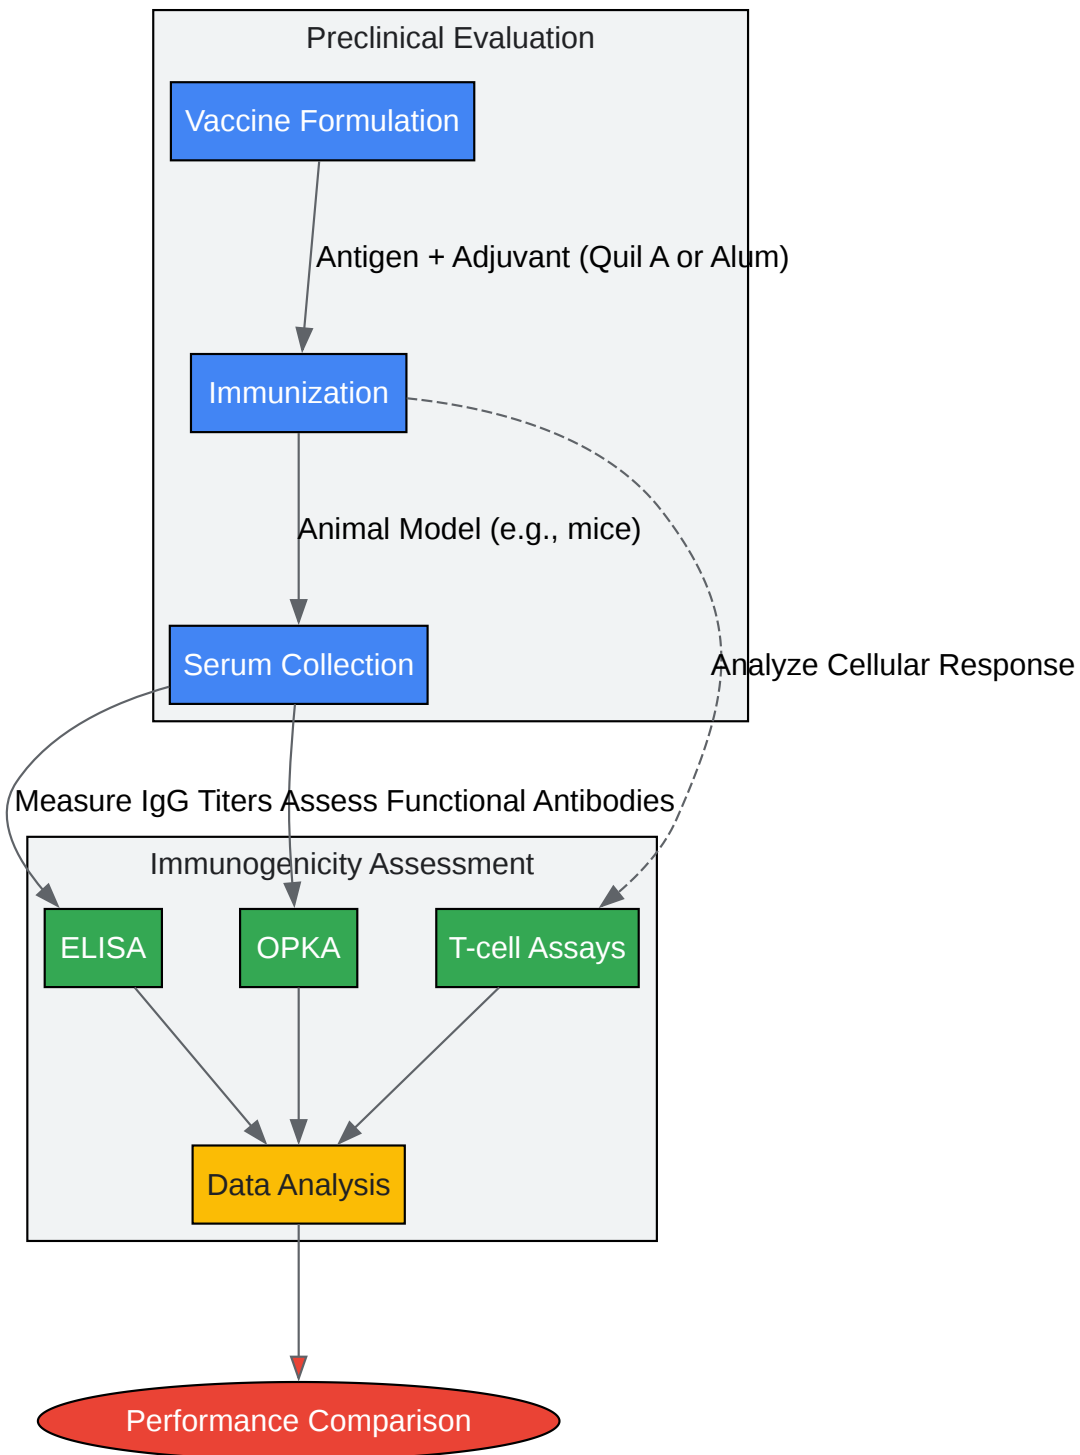 Preclinical Evaluation
Vaccine Formulation
Antigen + Adjuvant (Quil A or Alum)
Immunization
Animal Model (e.g., mice)
Serum Collection
Analyze Cellular Response
Measure IgG Titers
Assess Functional Antibodies
Immunogenicity Assessment
ELISA
OPKA
T-cell Assays
Data Analysis
Performance Comparison